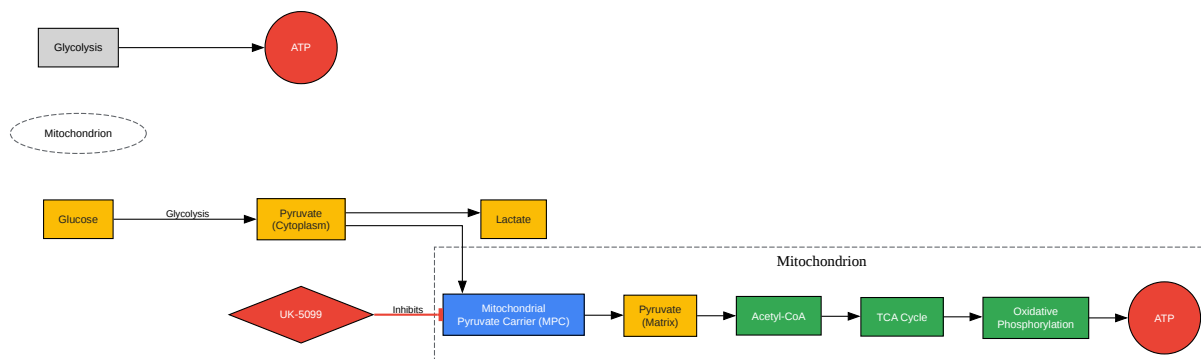 Glycolysis
ATP
Mitochondrion
Glucose
Glycolysis
Pyruvate
(Cytoplasm)
Lactate
Mitochondrion
UK-5099
Inhibits
Mitochondrial
Pyruvate Carrier (MPC)
Pyruvate
(Matrix)
Acetyl-CoA
TCA Cycle
Oxidative
Phosphorylation
ATP